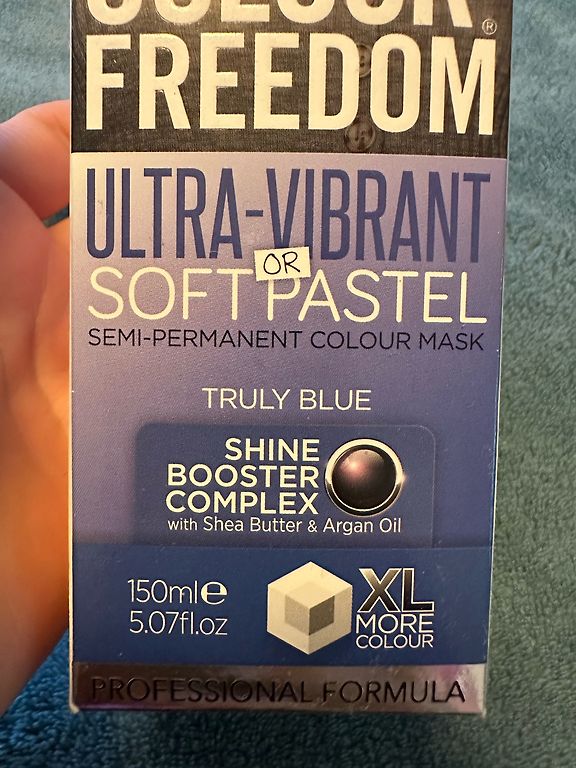 COLOUR
FREEDOM®
ULTRA-VIBRANT
OR
SOFT PASTEL
SEMI-PERMANENT COLOUR MASK
TRULY BLUE
SHINE
BOOSTER
COMPLEX
with Shea Butter & Argan Oil
150ml℮
5.07fl.oz
XL
MORE
COLOUR
PROFESSIONAL FORMULA